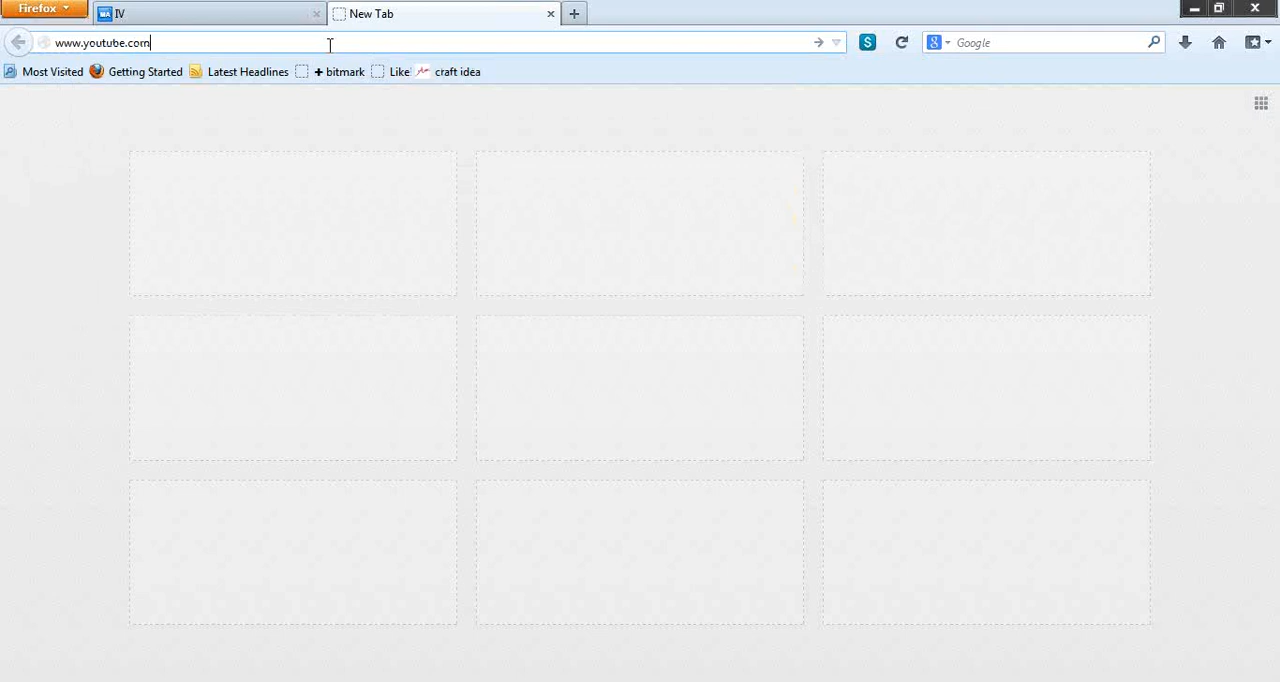 Firefox
IV
New Tab
www.youtube.com
Google
Most Visited
Getting Started
Latest Headlines
+ bitmark
Like
craft idea